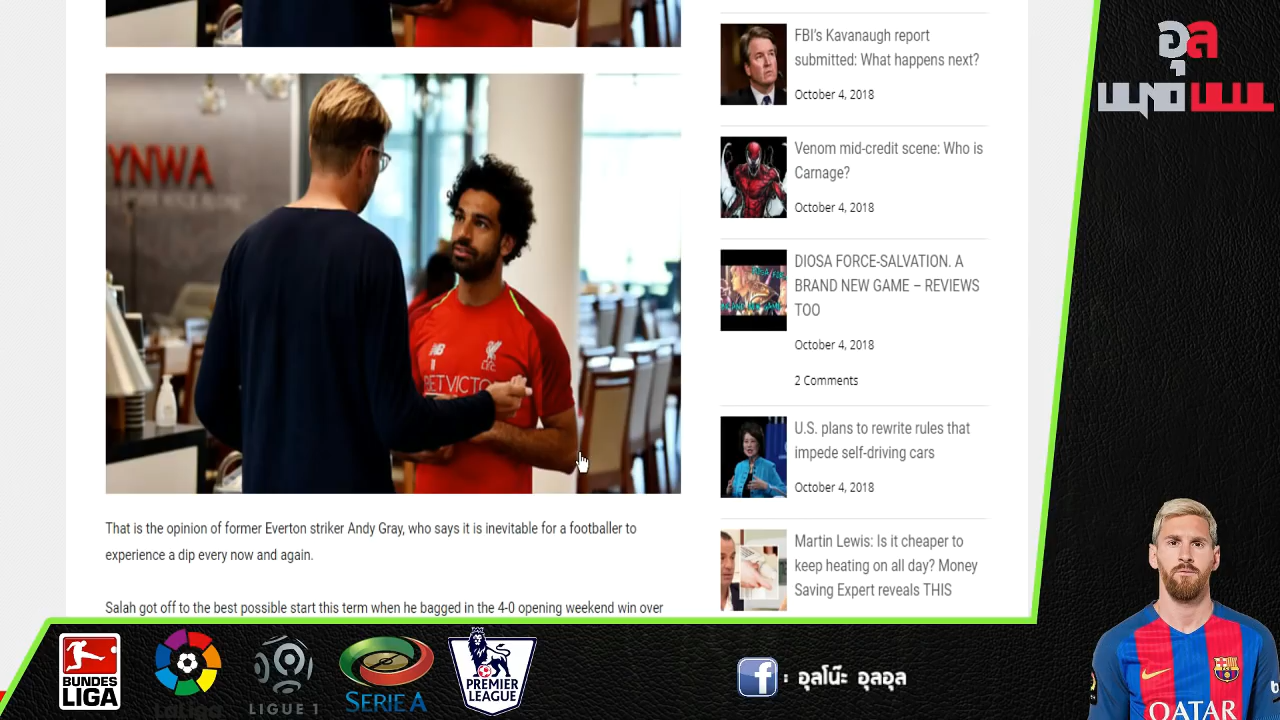 YNWA
NB
L.F.C.
BETVICTO
That is the opinion of former Everton striker Andy Gray, who says it is inevitable for a footballer to
experience a dip every now and again.
Salah got off to the best possible start this term when he bagged in the 4-0 opening weekend win over
FBI's Kavanaugh report
submitted: What happens next?
October 4, 2018
Venom mid-credit scene: Who is
Carnage?
October 4, 2018
DIOSA FORCE-SALVATION. A
BRAND NEW GAME – REVIEWS
TOO
October 4, 2018
2 Comments
U.S. plans to rewrite rules that
impede self-driving cars
October 4, 2018
Martin Lewis: Is it cheaper to
keep heating on all day? Money
Saving Expert reveals THIS
อุล
BUNDES
LIGA
LaLiga
LIGUE 1
SERIE A
PREMIER
LEAGUE
f : อุลโน๊ะ อุลอุล
QATAR